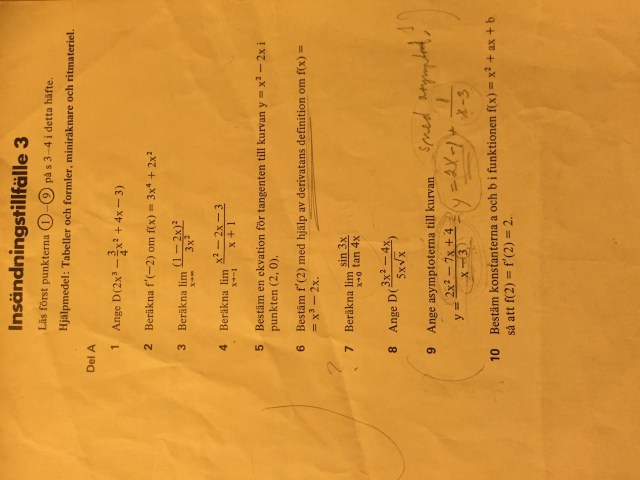 Insändningstillfälle 3
Läs först punkterna ①–⑨ på s 3–4 i detta häfte.
Hjälpmedel: Tabeller och formler, miniräknare och ritmateriel.
Del A
1 Ange D(2x³ − 3/4 x² + 4x − 3)
2 Beräkna f'(−2) om f(x) = 3x⁴ + 2x²
3 Beräkna lim x→∞ (1 − 2x)²/3x²
4 Beräkna lim x→−1 x² − 2x − 3/x + 1
5 Bestäm en ekvation för tangenten till kurvan y = x² − 2x i
punkten (2, 0).
6 Bestäm f'(2) med hjälp av derivatans definition om f(x) =
= x³ − 2x.
?
7 Beräkna lim x→0 sin 3x/tan 4x
8 Ange D(3x² − 4x/5x√x)
9 Ange asymptoterna till kurvan
sned asymptot
y = 2x² − 7x + 4/x − 3 = y = 2x − 1 + 1/x − 3
10 Bestäm konstanterna a och b i funktionen f(x) = x² + ax + b
så att f(2) = f'(2) = 2.